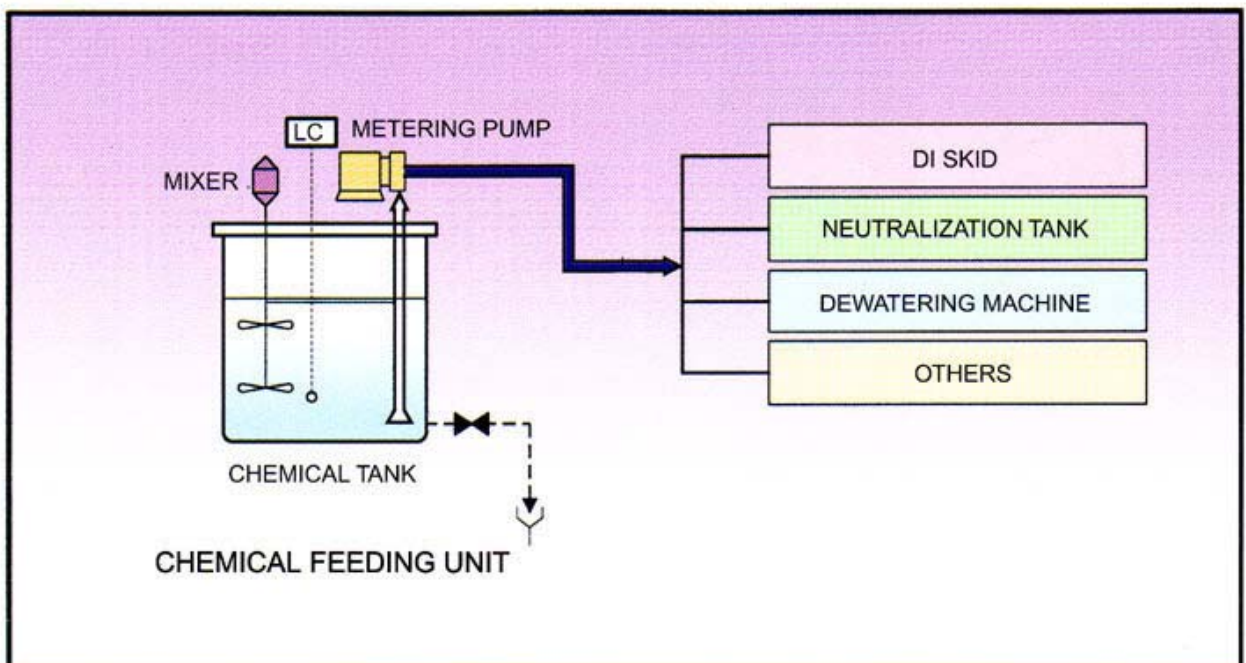 LC
METERING PUMP
MIXER
DI SKID
NEUTRALIZATION TANK
DEWATERING MACHINE
OTHERS
CHEMICAL TANK
CHEMICAL FEEDING UNIT